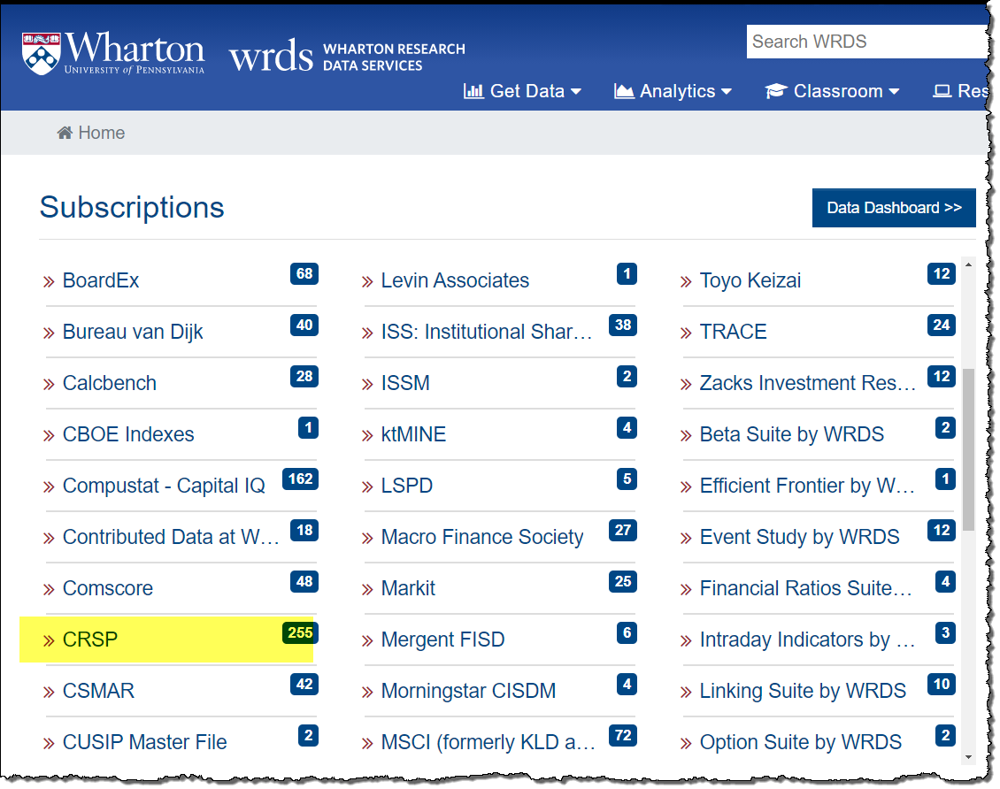 Wharton
UNIVERSITY of PENNSYLVANIA
wrds
WHARTON RESEARCH
DATA SERVICES
Search WRDS
Get Data
Analytics
Classroom
Res
Home
Subscriptions
Data Dashboard >>
BoardEx 68
Bureau van Dijk 40
Calcbench 28
CBOE Indexes 1
Compustat - Capital IQ 162
Contributed Data at W... 18
Comscore 48
CRSP 255
CSMAR 42
CUSIP Master File 2
Levin Associates 1
ISS: Institutional Shar... 38
ISSM 2
ktMINE 4
LSPD 5
Macro Finance Society 27
Markit 25
Mergent FISD 6
Morningstar CISDM 4
MSCI (formerly KLD a... 72
Toyo Keizai 12
TRACE 24
Zacks Investment Res... 12
Beta Suite by WRDS 2
Efficient Frontier by W... 1
Event Study by WRDS 12
Financial Ratios Suite... 4
Intraday Indicators by ... 3
Linking Suite by WRDS 10
Option Suite by WRDS 2